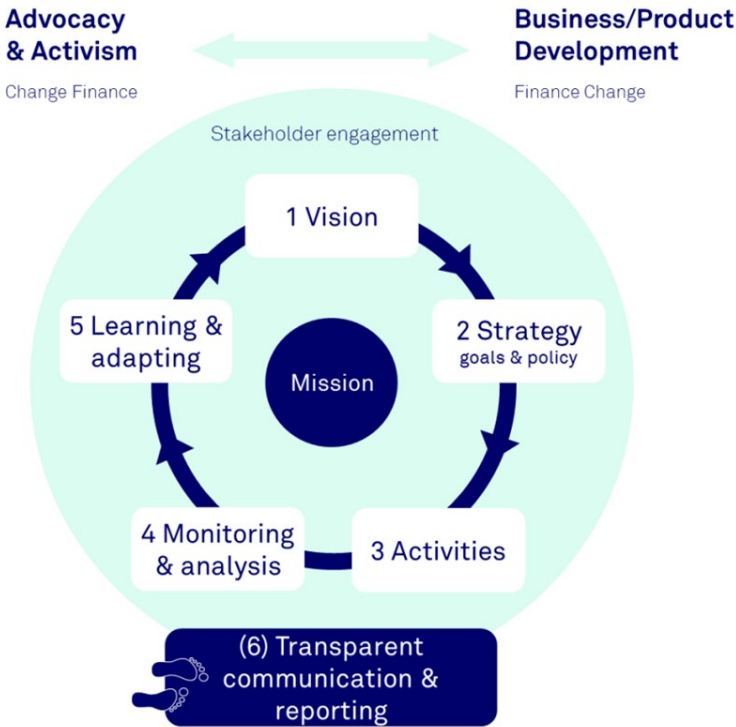 Advocacy
& Activism
Change Finance
Business/Product
Development
Finance Change
Stakeholder engagement
1 Vision
2 Strategy
goals & policy
3 Activities
4 Monitoring
& analysis
5 Learning &
adapting
Mission
(6) Transparent
communication &
reporting